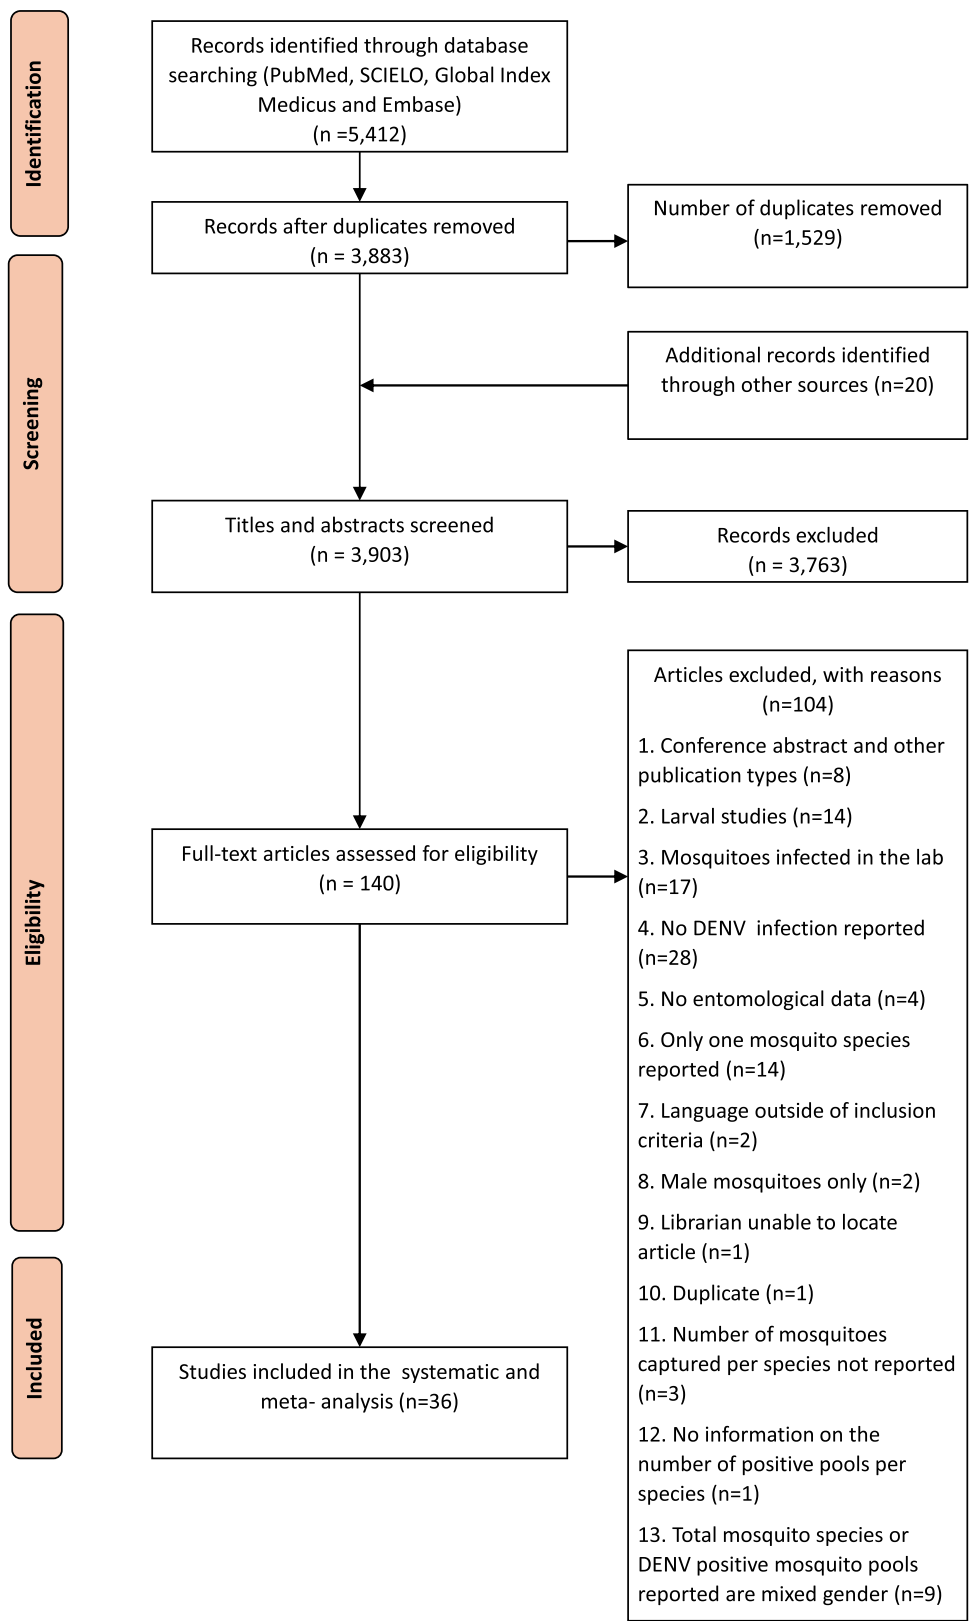 Identification
Records identified through database
searching (PubMed, SCIELO, Global Index
Medicus and Embase)
(n =5,412)
Records after duplicates removed
(n = 3,883)
Number of duplicates removed
(n=1,529)
Screening
Additional records identified
through other sources (n=20)
Titles and abstracts screened
(n = 3,903)
Records excluded
(n = 3,763)
Eligibility
Full-text articles assessed for eligibility
(n = 140)
Articles excluded, with reasons
(n=104)
1. Conference abstract and other
publication types (n=8)
2. Larval studies (n=14)
3. Mosquitoes infected in the lab
(n=17)
4. No DENV  infection reported
(n=28)
5. No entomological data (n=4)
6. Only one mosquito species
reported (n=14)
7. Language outside of inclusion
criteria (n=2)
8. Male mosquitoes only (n=2)
9. Librarian unable to locate
article (n=1)
10. Duplicate (n=1)
11. Number of mosquitoes
captured per species not reported
(n=3)
12. No information on the
number of positive pools per
species (n=1)
13. Total mosquito species or
DENV positive mosquito pools
reported are mixed gender (n=9)
Included
Studies included in the  systematic and
meta- analysis (n=36)